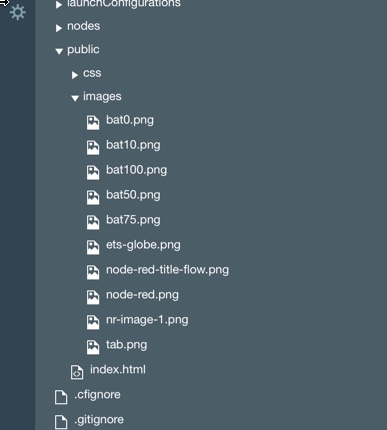 launchConfigurations
nodes
public
css
images
bat0.png
bat10.png
bat100.png
bat50.png
bat75.png
ets-globe.png
node-red-title-flow.png
node-red.png
nr-image-1.png
tab.png
index.html
.cfignore
.gitignore